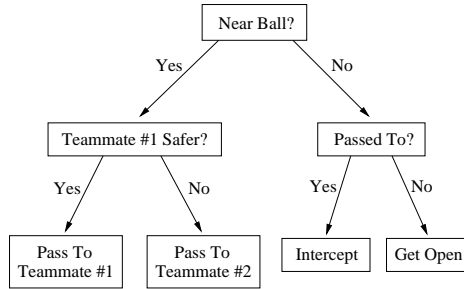 Near Ball?
Yes
No
Teammate #1 Safer?
Passed To?
Yes
No
Yes
No
Pass To
Teammate #1
Pass To
Teammate #2
Intercept
Get Open